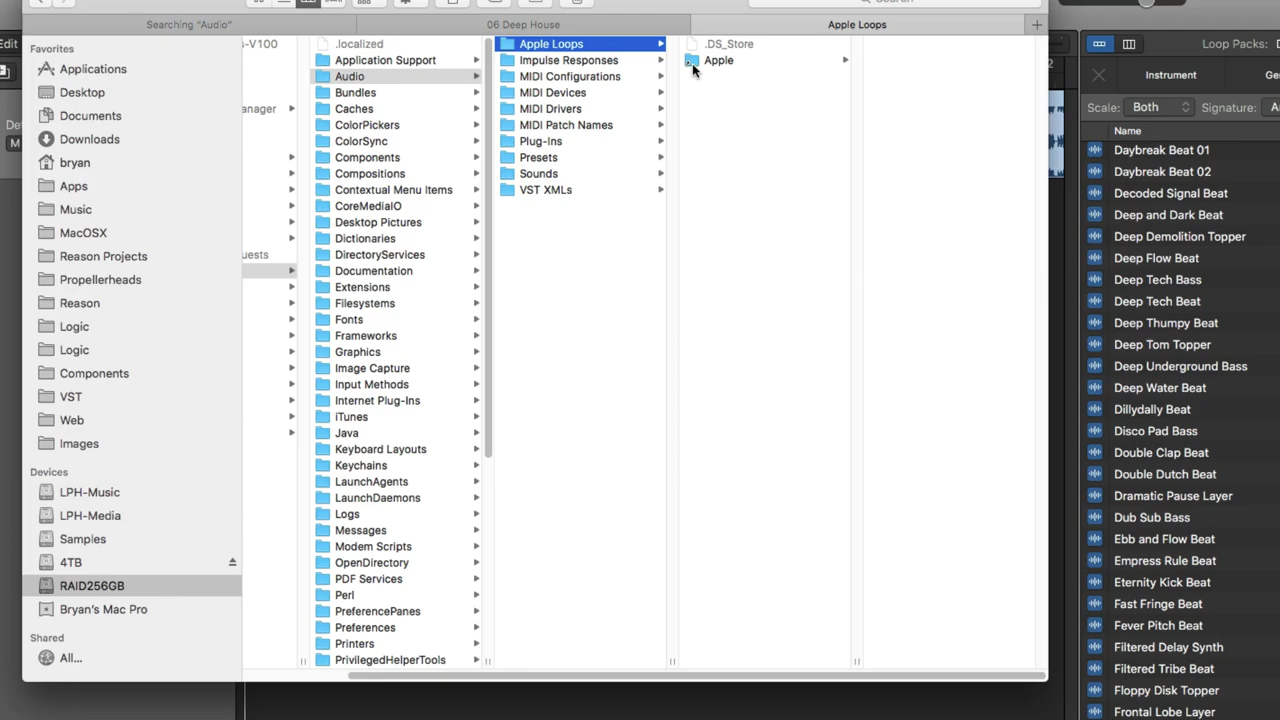 Searching "Audio"
06 Deep House
Apple Loops
+
Search
Edit
Favorites
Applications
Desktop
Documents
Downloads
bryan
Apps
Music
MacOSX
Reason Projects
Propellerheads
Reason
Logic
Logic
Components
VST
Web
Images
Devices
LPH-Music
LPH-Media
Samples
4TB
RAID256GB
Bryan's Mac Pro
Shared
All...
s-V100
anager
uests
.localized
Application Support
Audio
Bundles
Caches
ColorPickers
ColorSync
Components
Compositions
Contextual Menu Items
CoreMediaIO
Desktop Pictures
Dictionaries
DirectoryServices
Documentation
Extensions
Filesystems
Fonts
Frameworks
Graphics
Image Capture
Input Methods
Internet Plug-Ins
iTunes
Java
Keyboard Layouts
Keychains
LaunchAgents
LaunchDaemons
Logs
Messages
Modem Scripts
OpenDirectory
PDF Services
Perl
PreferencePanes
Preferences
Printers
PrivilegedHelperTools
Apple Loops
Impulse Responses
MIDI Configurations
MIDI Devices
MIDI Drivers
MIDI Patch Names
Plug-Ins
Presets
Sounds
VST XMLs
.DS_Store
Apple
Loop Packs:
Instrument
Scale: Both Signature:
Name
Daybreak Beat 01
Daybreak Beat 02
Decoded Signal Beat
Deep and Dark Beat
Deep Demolition Topper
Deep Flow Beat
Deep Tech Bass
Deep Tech Beat
Deep Thumpy Beat
Deep Tom Topper
Deep Underground Bass
Deep Water Beat
Dillydally Beat
Disco Pad Bass
Double Clap Beat
Double Dutch Beat
Dramatic Pause Layer
Dub Sub Bass
Ebb and Flow Beat
Empress Rule Beat
Eternity Kick Beat
Fast Fringe Beat
Fever Pitch Beat
Filtered Delay Synth
Filtered Tribe Beat
Floppy Disk Topper
Frontal Lobe Layer